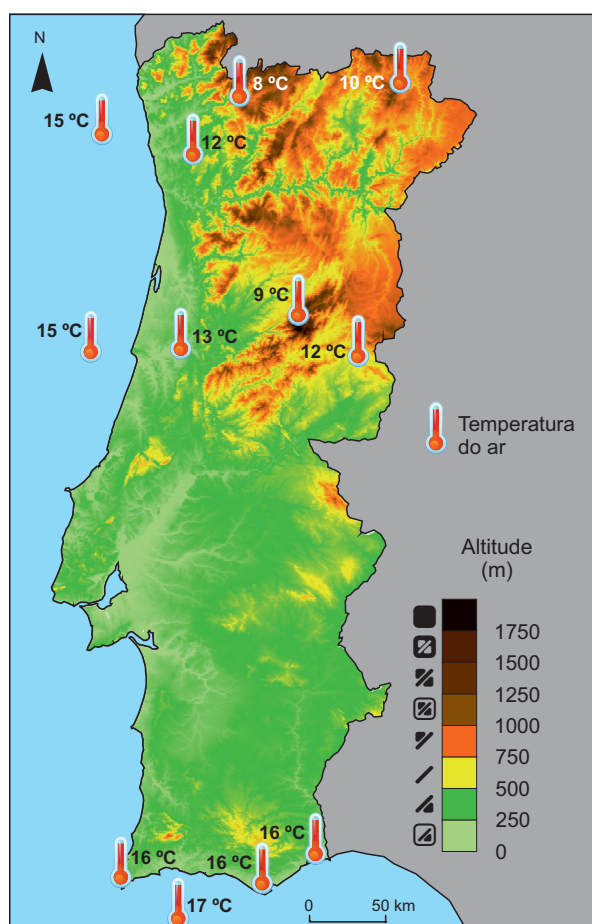 N
8 ºC
10 ºC
15 ºC
12 ºC
9 ºC
15 ºC
13 ºC
12 ºC
Temperatura
do ar
Altitude
(m)
1750
1500
1250
1000
750
500
250
0
16 ºC
16 ºC
16 ºC
17 ºC
0 50 km